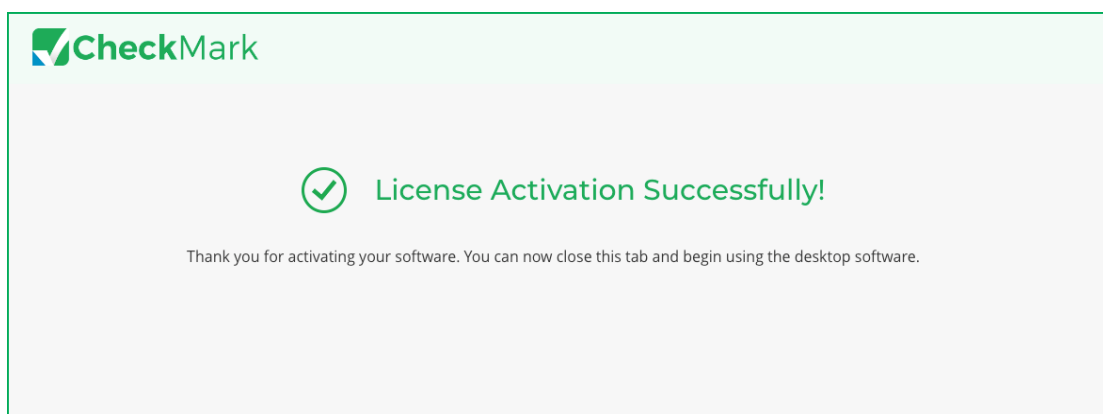 CheckMark
License Activation Successfully!
Thank you for activating your software. You can now close this tab and begin using the desktop software.